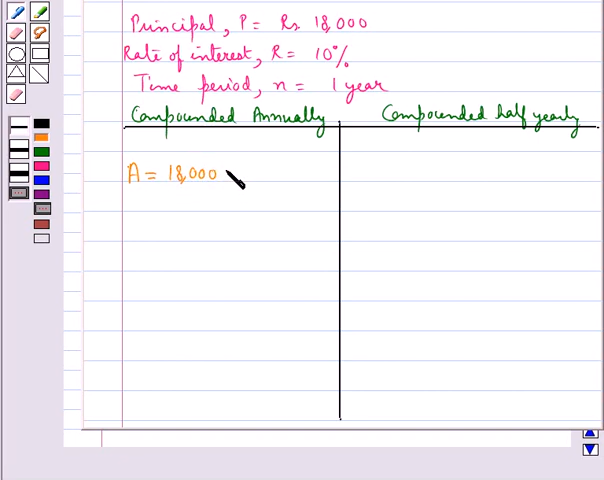 Principal, P = Rs 18,000
Rate of interest, R = 10%
Time period, n = 1 year
Compounded Annually
Compounded half yearly
A = 18,000